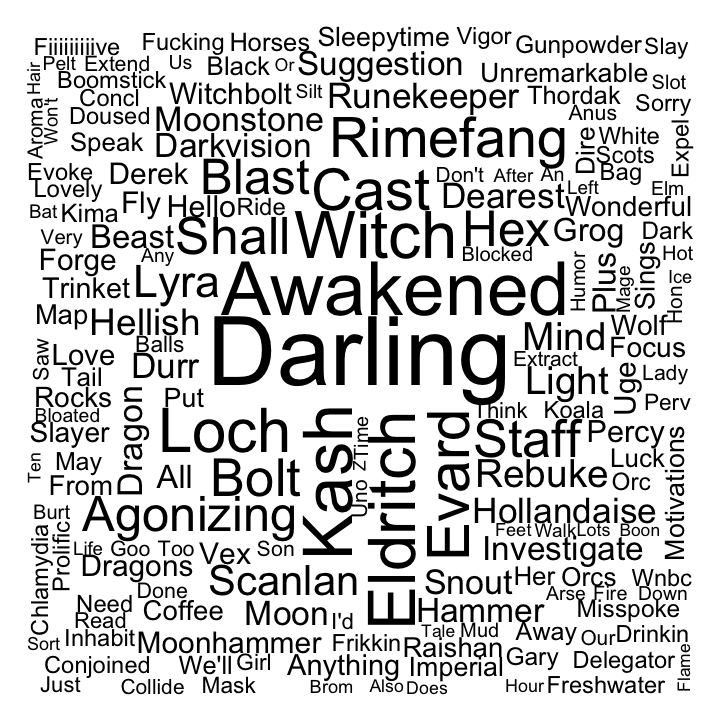 Fiiiiiiiiive
Fucking
Horses
Sleepytime
Vigor
Gunpowder
Slay
Hair
Pelt
Extend
Us
Black
Or
Suggestion
Unremarkable
Slot
Boomstick
Concl
Witchbolt
Silt
Runekeeper
Thordak
Sorry
Aroma
Won't
Doused
Moonstone
Rimefang
Anus
Speak
Darkvision
Dire
White
Scots
Expel
Evoke
Derek
Blast
Cast
Don't
After
An
Bag
Lovely
Dearest
Left
Elm
Bat
Kima
Fly
Hello
Ride
Wonderful
Very
Beast
Shall
Witch
Hex
Grog
Dark
Forge
Any
Blocked
Humor
Plus
Mage
Sings
Hot
Trinket
Lyra
Awakened
Ice
Hone
Map
Hellish
Darling
Mind
Wolf
Saw
Love
Balls
Durr
Extract
Focus
Tail
Light
Uge
Lady
Rocks
Put
Perv
Bloated
Dragon
Loch
Kash
ZTime
Eldritch
Evard
Think
Koala
Slayer
Staff
Percy
Motivations
Ten
May
All
Bolt
Uno
Rebuke
Luck
From
Orc
Burt
Agonizing
Hollandaise
Chlamydia
Prolific
Feet
Walk
Lots
Boon
Life
Goo
Too
Vex
Son
Investigate
Dragons
Scanlan
Snout
Her
Orcs
Wnbc
Done
Arse
Fire
Down
Need
Coffee
Moon
I'd
Hammer
Misspoke
Read
Tale
Mud
Away
Our
Drinkin
Sort
Inhabit
Moonhammer
Frikkin
Raishan
Flame
Conjoined
We'll
Girl
Anything
Imperial
Gary
Delegator
Just
Collide
Mask
Brom
Also
Does
Hour
Freshwater